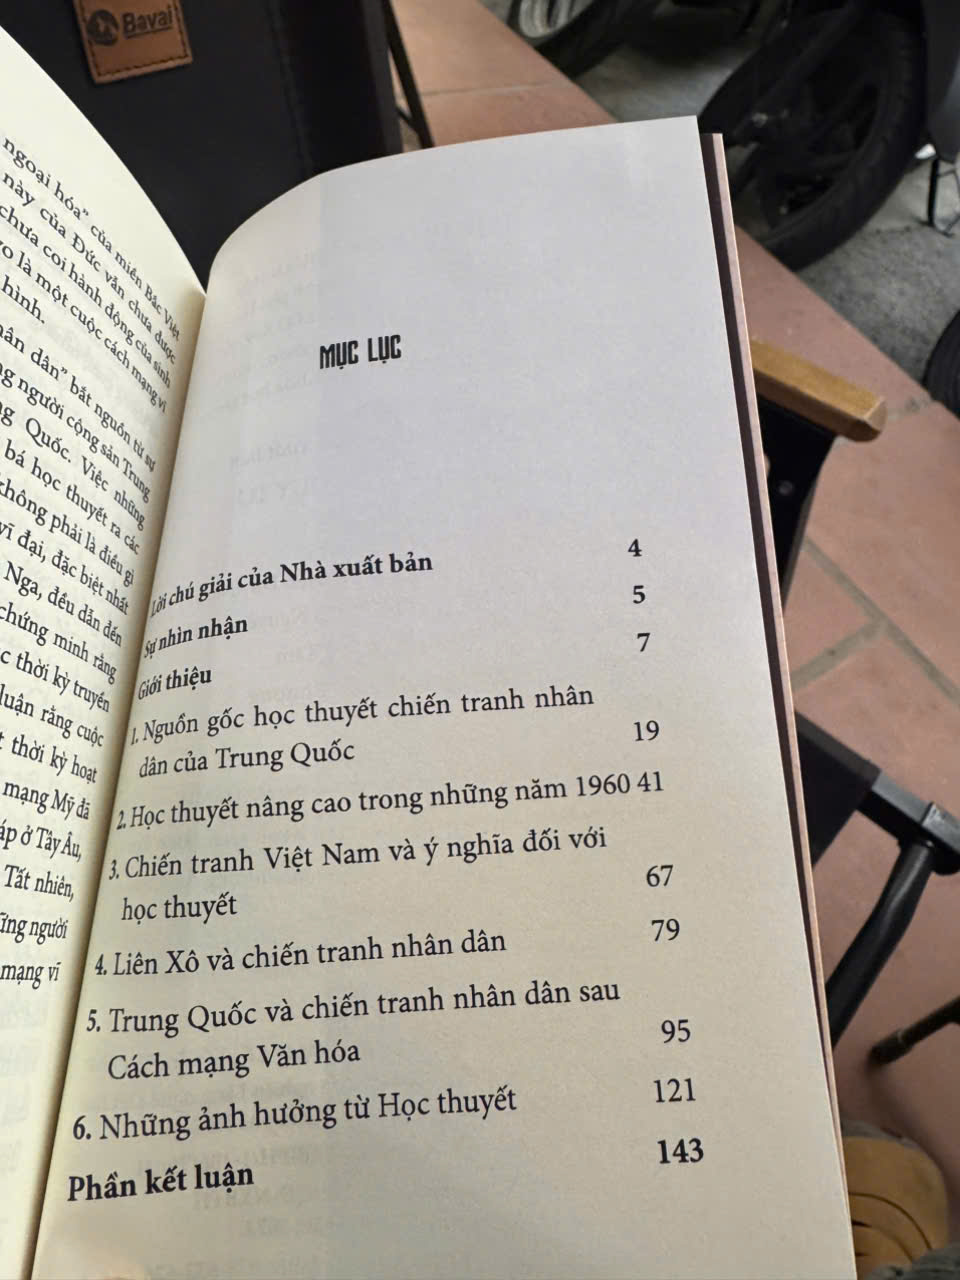 Bavai
ngoại hóa" của miền Bắc Việt
này của Đức vẫn chưa được
chưa coi hành động của sinh
là một cuộc cách mạng vĩ
hình.
dân" bắt nguồn từ sự
người cộng sản Trung
Quốc. Việc những
bá học thuyết ra các
không phải là điều gì
vĩ đại, đặc biệt nhất
Nga, đều dẫn đến
chứng minh rằng
thời kỳ truyền
luận rằng cuộc
thời kỳ hoạt
mạng Mỹ đã
ở Tây Âu,
Tất nhiên,
người
mạng vĩ
MỤC LỤC
Lời chú giải của Nhà xuất bản 4
Sự nhìn nhận 5
Giới thiệu 7
1. Nguồn gốc học thuyết chiến tranh nhân
dân của Trung Quốc 19
2. Học thuyết nâng cao trong những năm 1960 41
3. Chiến tranh Việt Nam và ý nghĩa đối với
học thuyết 67
4. Liên Xô và chiến tranh nhân dân 79
5. Trung Quốc và chiến tranh nhân dân sau
Cách mạng Văn hóa 95
6. Những ảnh hưởng từ Học thuyết 121
Phần kết luận 143